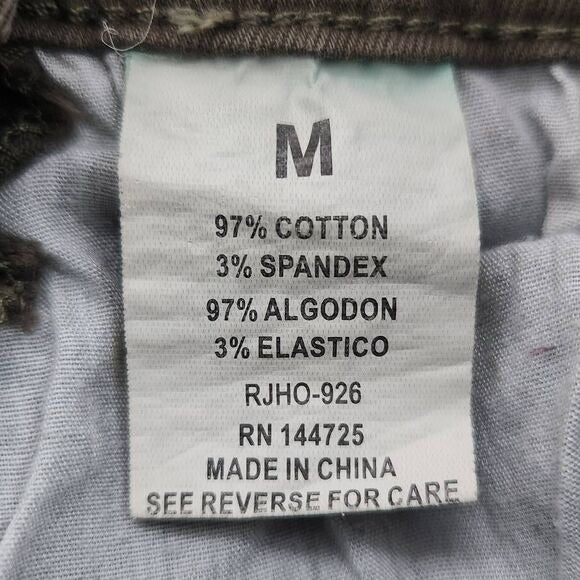 M
97% COTTON
3% SPANDEX
97% ALGODON
3% ELASTICO
RJHO-926
RN 144725
MADE IN CHINA
SEE REVERSE FOR CARE